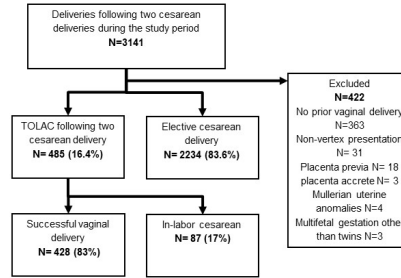 Deliveries following two
cesarean deliveries
during the study period
N=3141
Excluded
N=422
No prior vaginal delivery
N=363
Non-vertex presentation
N= 31
Placenta previa N= 18
placenta accrete N= 3
Mullerian uterine
anomalies N=4
Multifetal gestation other
than twins N=3
TOLAC following two
cesarean delivery
N= 485 (16.4%)
Elective cesarean
delivery
N= 2234 (83.6%)
Successful vaginal
delivery
N= 428 (83%)
In-labor cesarean
N= 87 (17%)